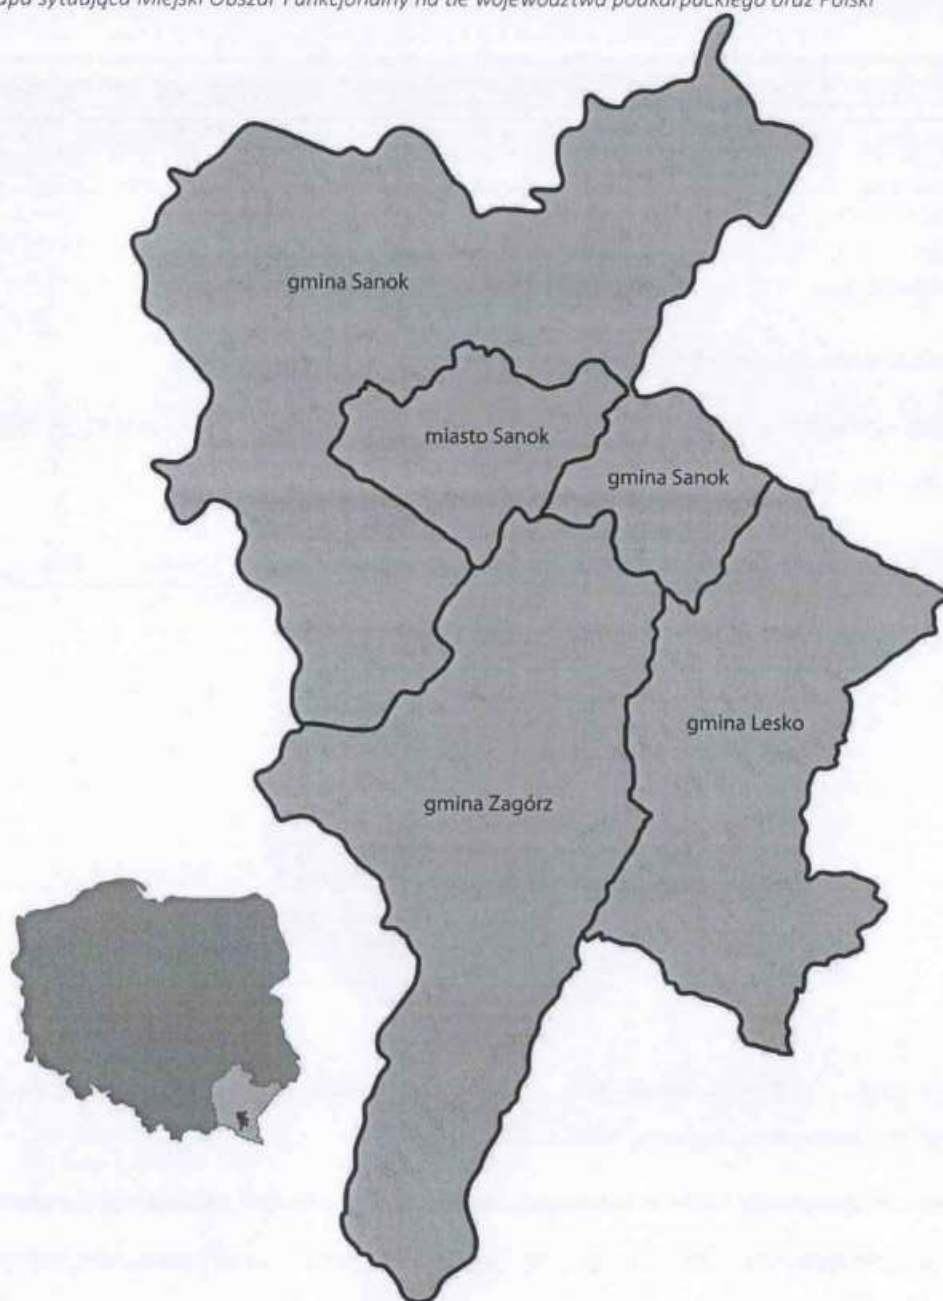 sytuująca Miejski Obszar Funkcjonalny na tle województwa podkarpackiego oraz Polski
gmina Sanok
miasto Sanok
gmina Sanok
gmina Lesko
gmina Zagórz